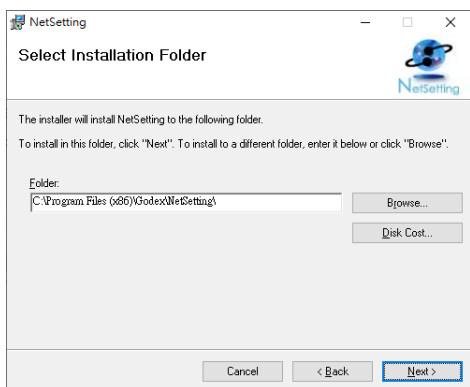 NetSetting
Select Installation Folder
NetSetting
The installer will install NetSetting to the following folder.
To install in this folder, click "Next". To install to a different folder, enter it below or click "Browse".
Folder:
C:\Program Files (x86)\Godex\NetSetting\
Browse...
Disk Cost...
Cancel
< Back
Next >